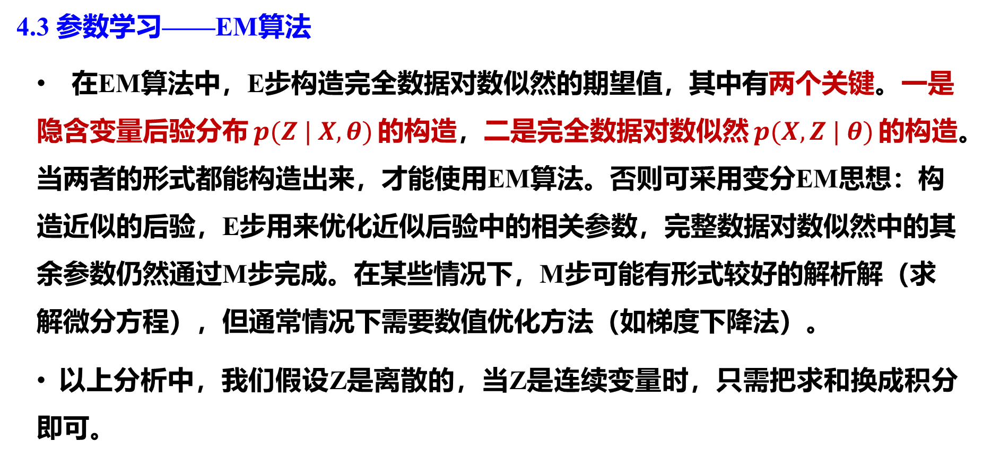 4.3 参数学习——EM算法
• 在EM算法中，E步构造完全数据对数似然的期望值，其中有两个关键。一是
隐含变量后验分布 p(Z | X, θ) 的构造，二是完全数据对数似然 p(X, Z | θ) 的构造。
当两者的形式都能构造出来，才能使用EM算法。否则可采用变分EM思想：构
造近似的后验，E步用来优化近似后验中的相关参数，完整数据对数似然中的其
余参数仍然通过M步完成。在某些情况下，M步可能有形式较好的解析解（求
解微分方程），但通常情况下需要数值优化方法（如梯度下降法）。
• 以上分析中，我们假设Z是离散的，当Z是连续变量时，只需把求和换成积分
即可。